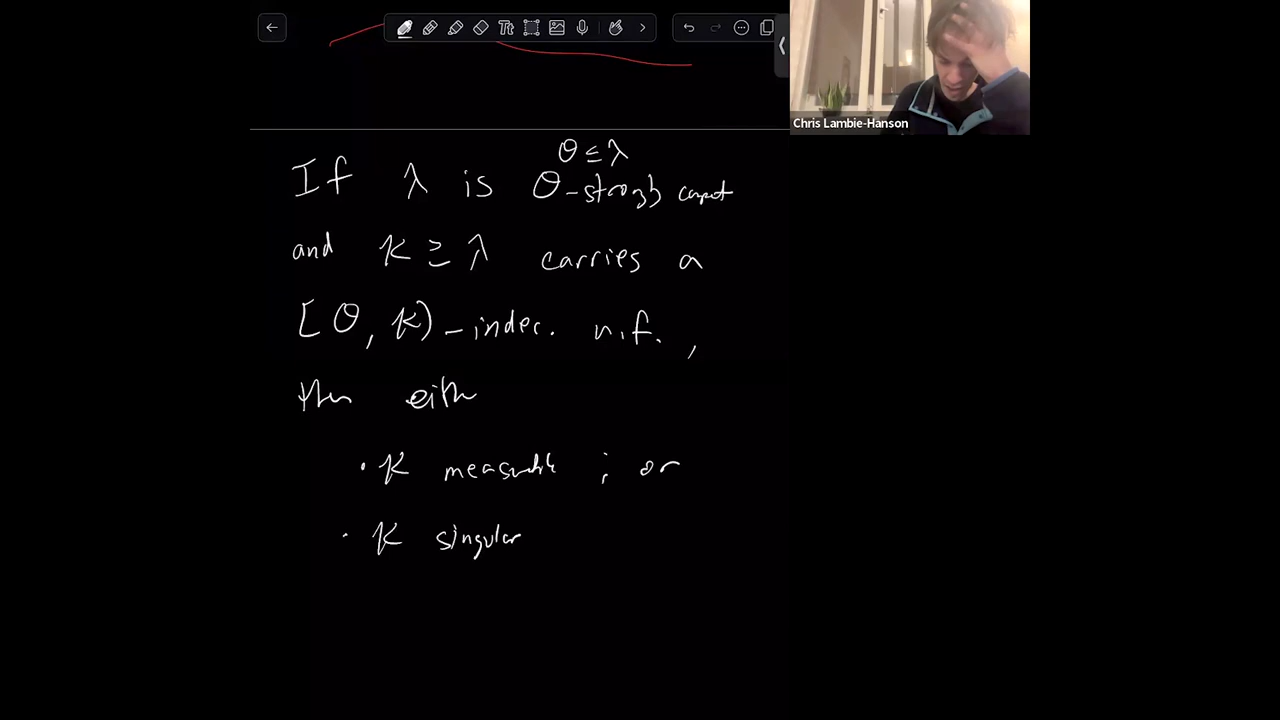 Chris Lambie-Hanson
θ ≤ λ
If λ is θ-strongly compact
and κ ≥ λ carries a
[θ, κ)-indec. u.f.,
then either
• κ measurable ; or
• κ singular